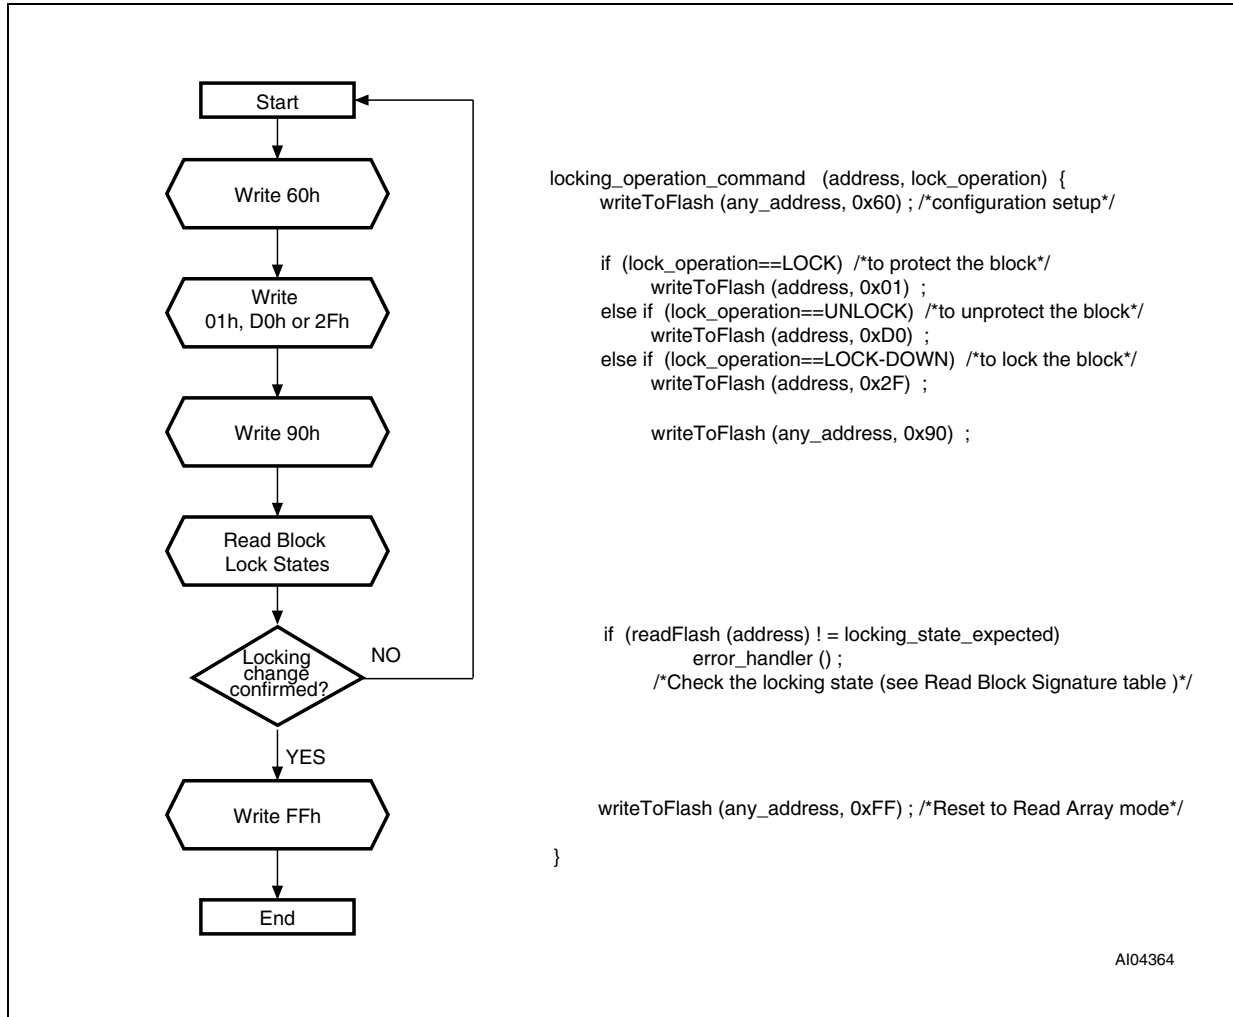 Start
Write 60h
Write
01h, D0h or 2Fh
Write 90h
Read Block
Lock States
Locking
change
confirmed?
NO
YES
Write FFh
End
locking_operation_command (address, lock_operation) {
writeToFlash (any_address, 0x60) ; /*configuration setup*/
if (lock_operation==LOCK) /*to protect the block*/
writeToFlash (address, 0x01) ;
else if (lock_operation==UNLOCK) /*to unprotect the block*/
writeToFlash (address, 0xD0) ;
else if (lock_operation==LOCK-DOWN) /*to lock the block*/
writeToFlash (address, 0x2F) ;
writeToFlash (any_address, 0x90) ;
if (readFlash (address) ! = locking_state_expected)
error_handler () ;
/*Check the locking state (see Read Block Signature table )*/
writeToFlash (any_address, 0xFF) ; /*Reset to Read Array mode*/
}
AI04364